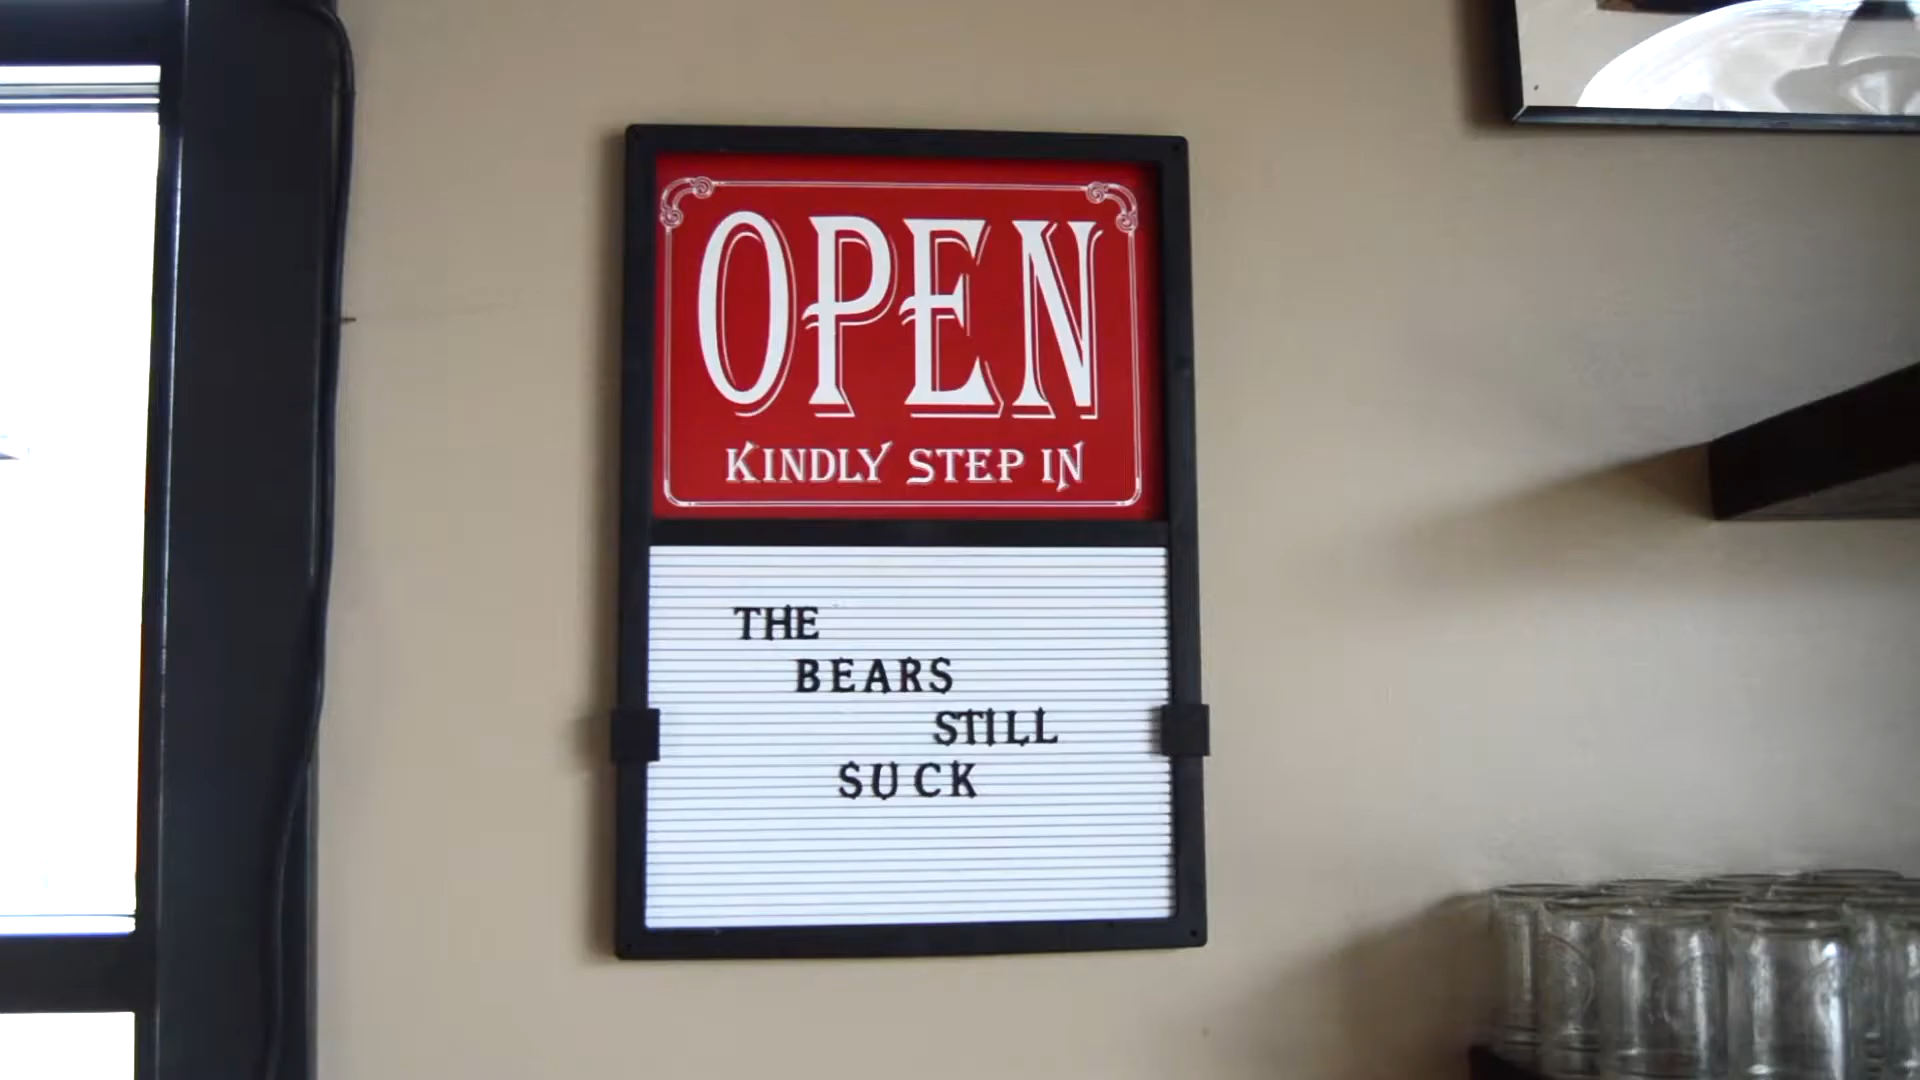 OPEN
KINDLY STEP IN
THE
BEARS
STILL
SUCK